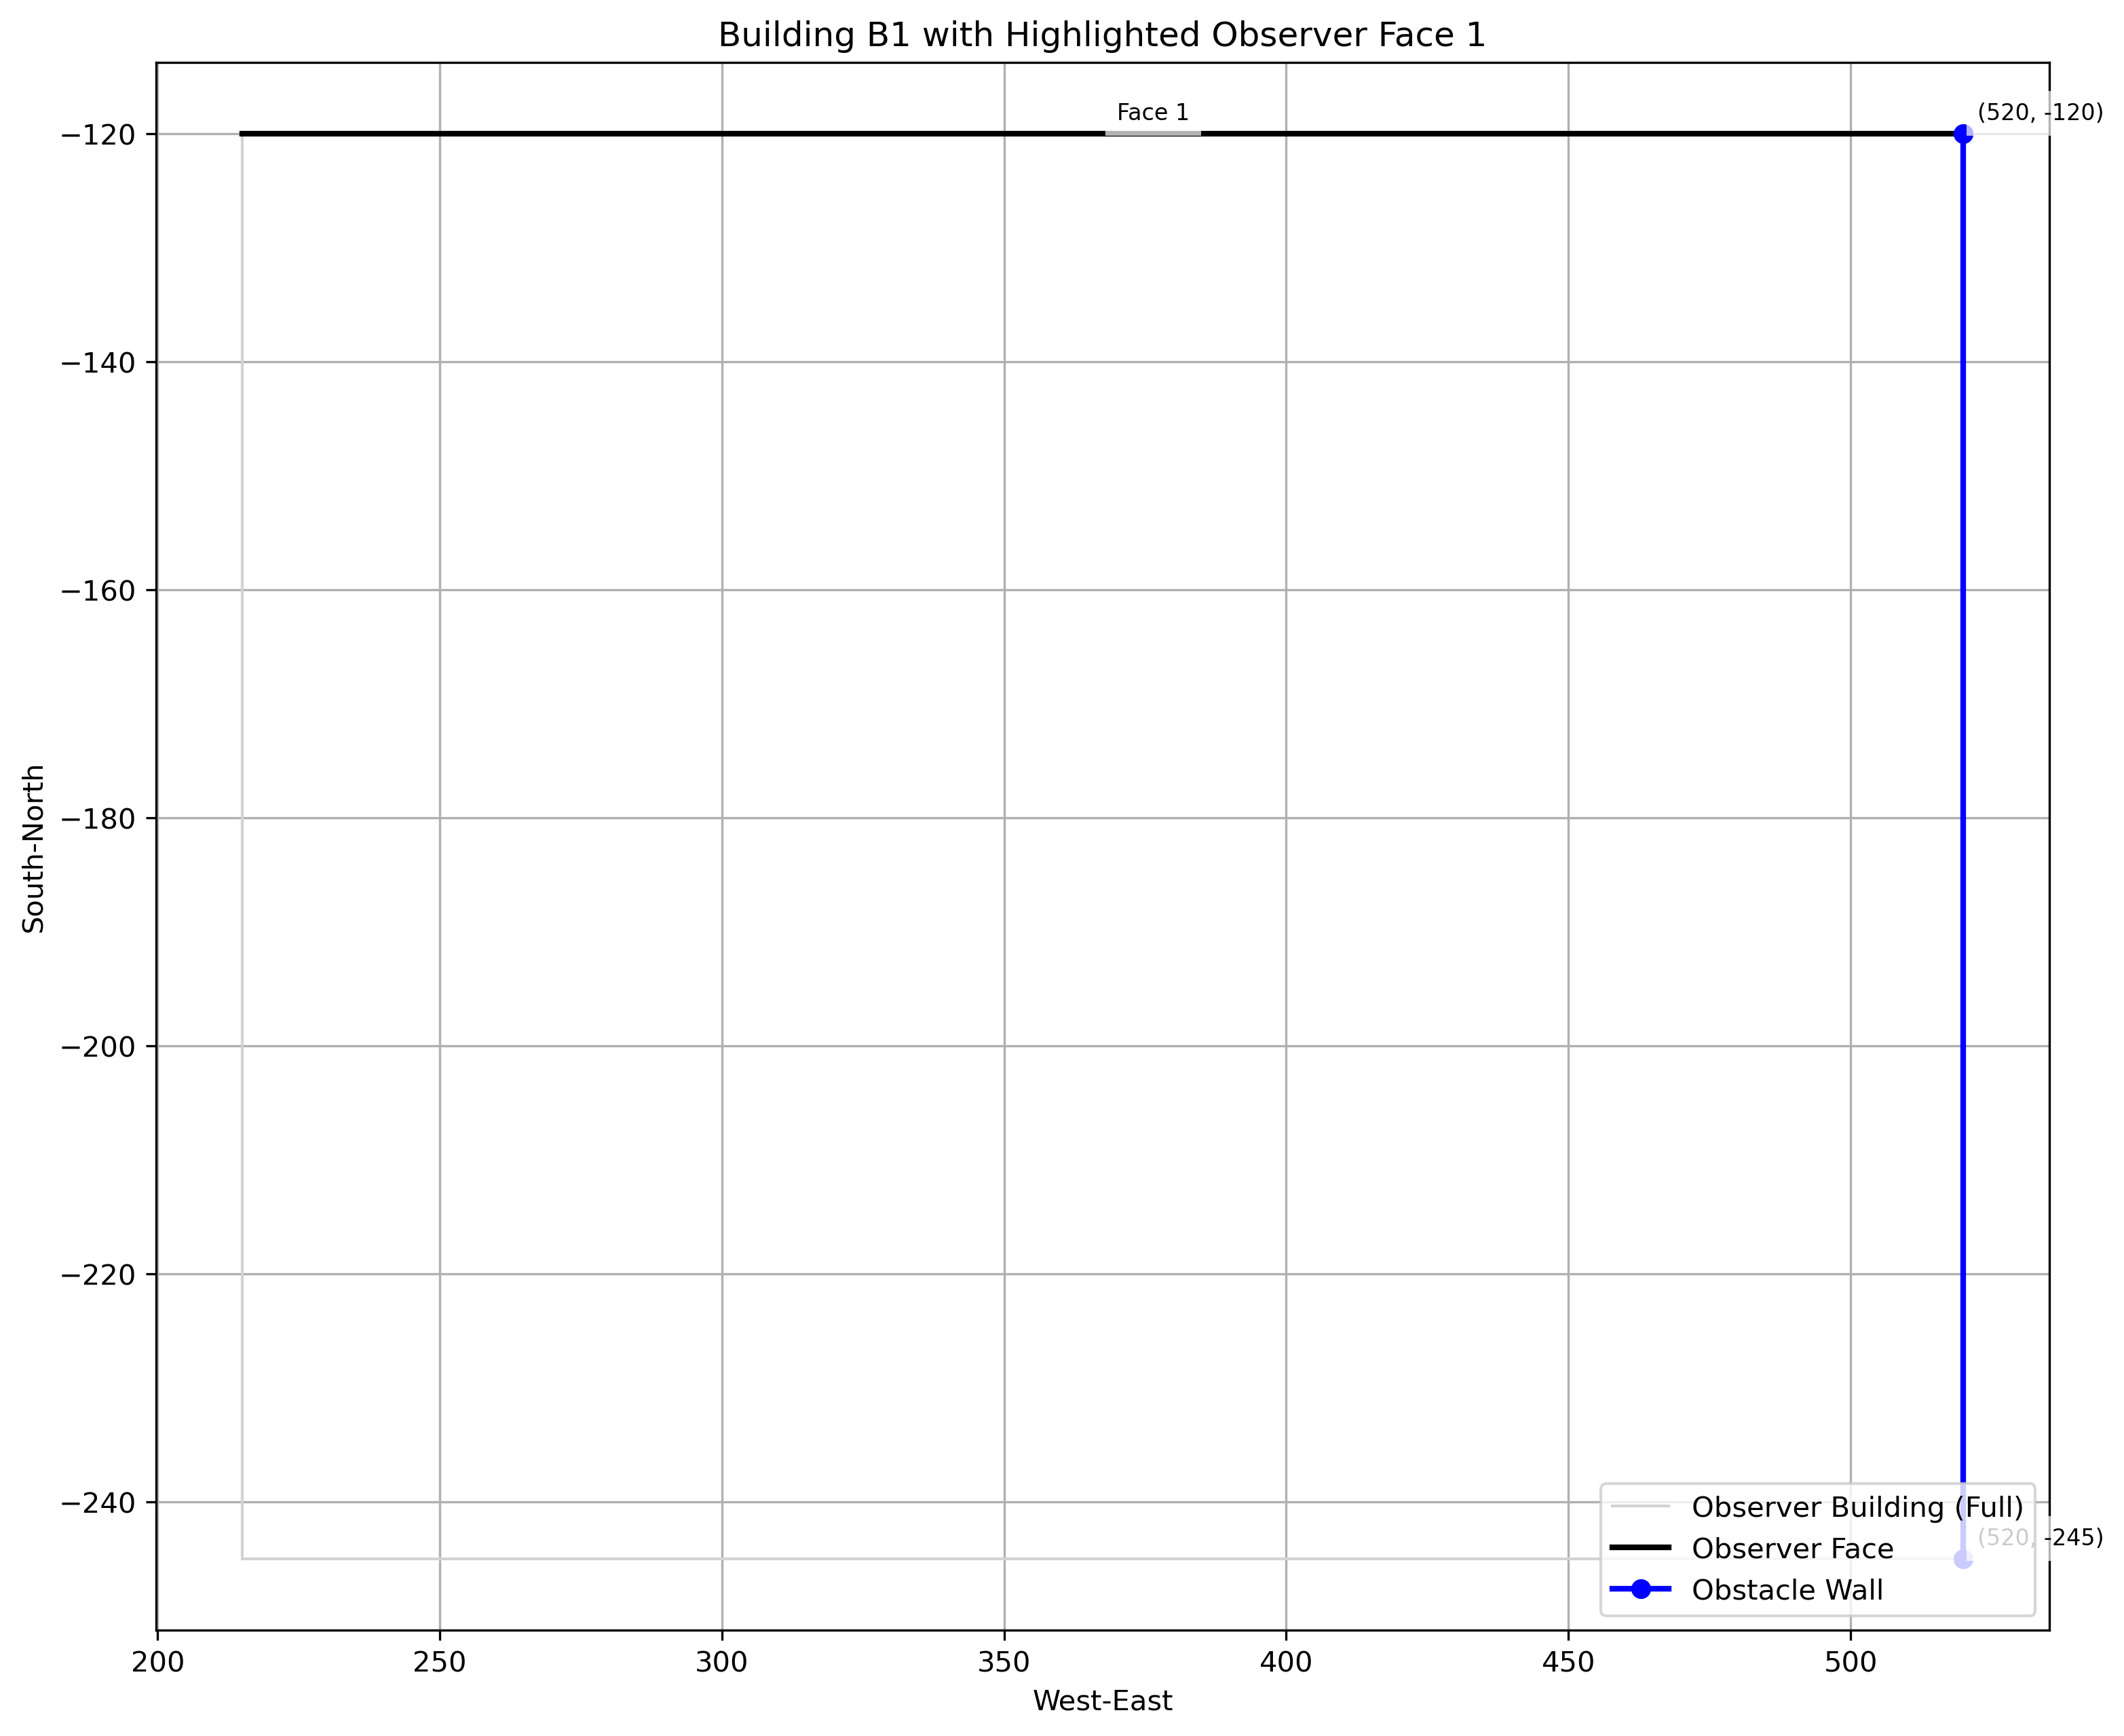 Building B1 with Highlighted Observer Face 1
Face 1
(520, -120)
−120
−140
−160
−180
−200
−220
−240
South-North
(520, -245)
Observer Building (Full)
Observer Face
Obstacle Wall
200
250
300
350
400
450
500
West-East